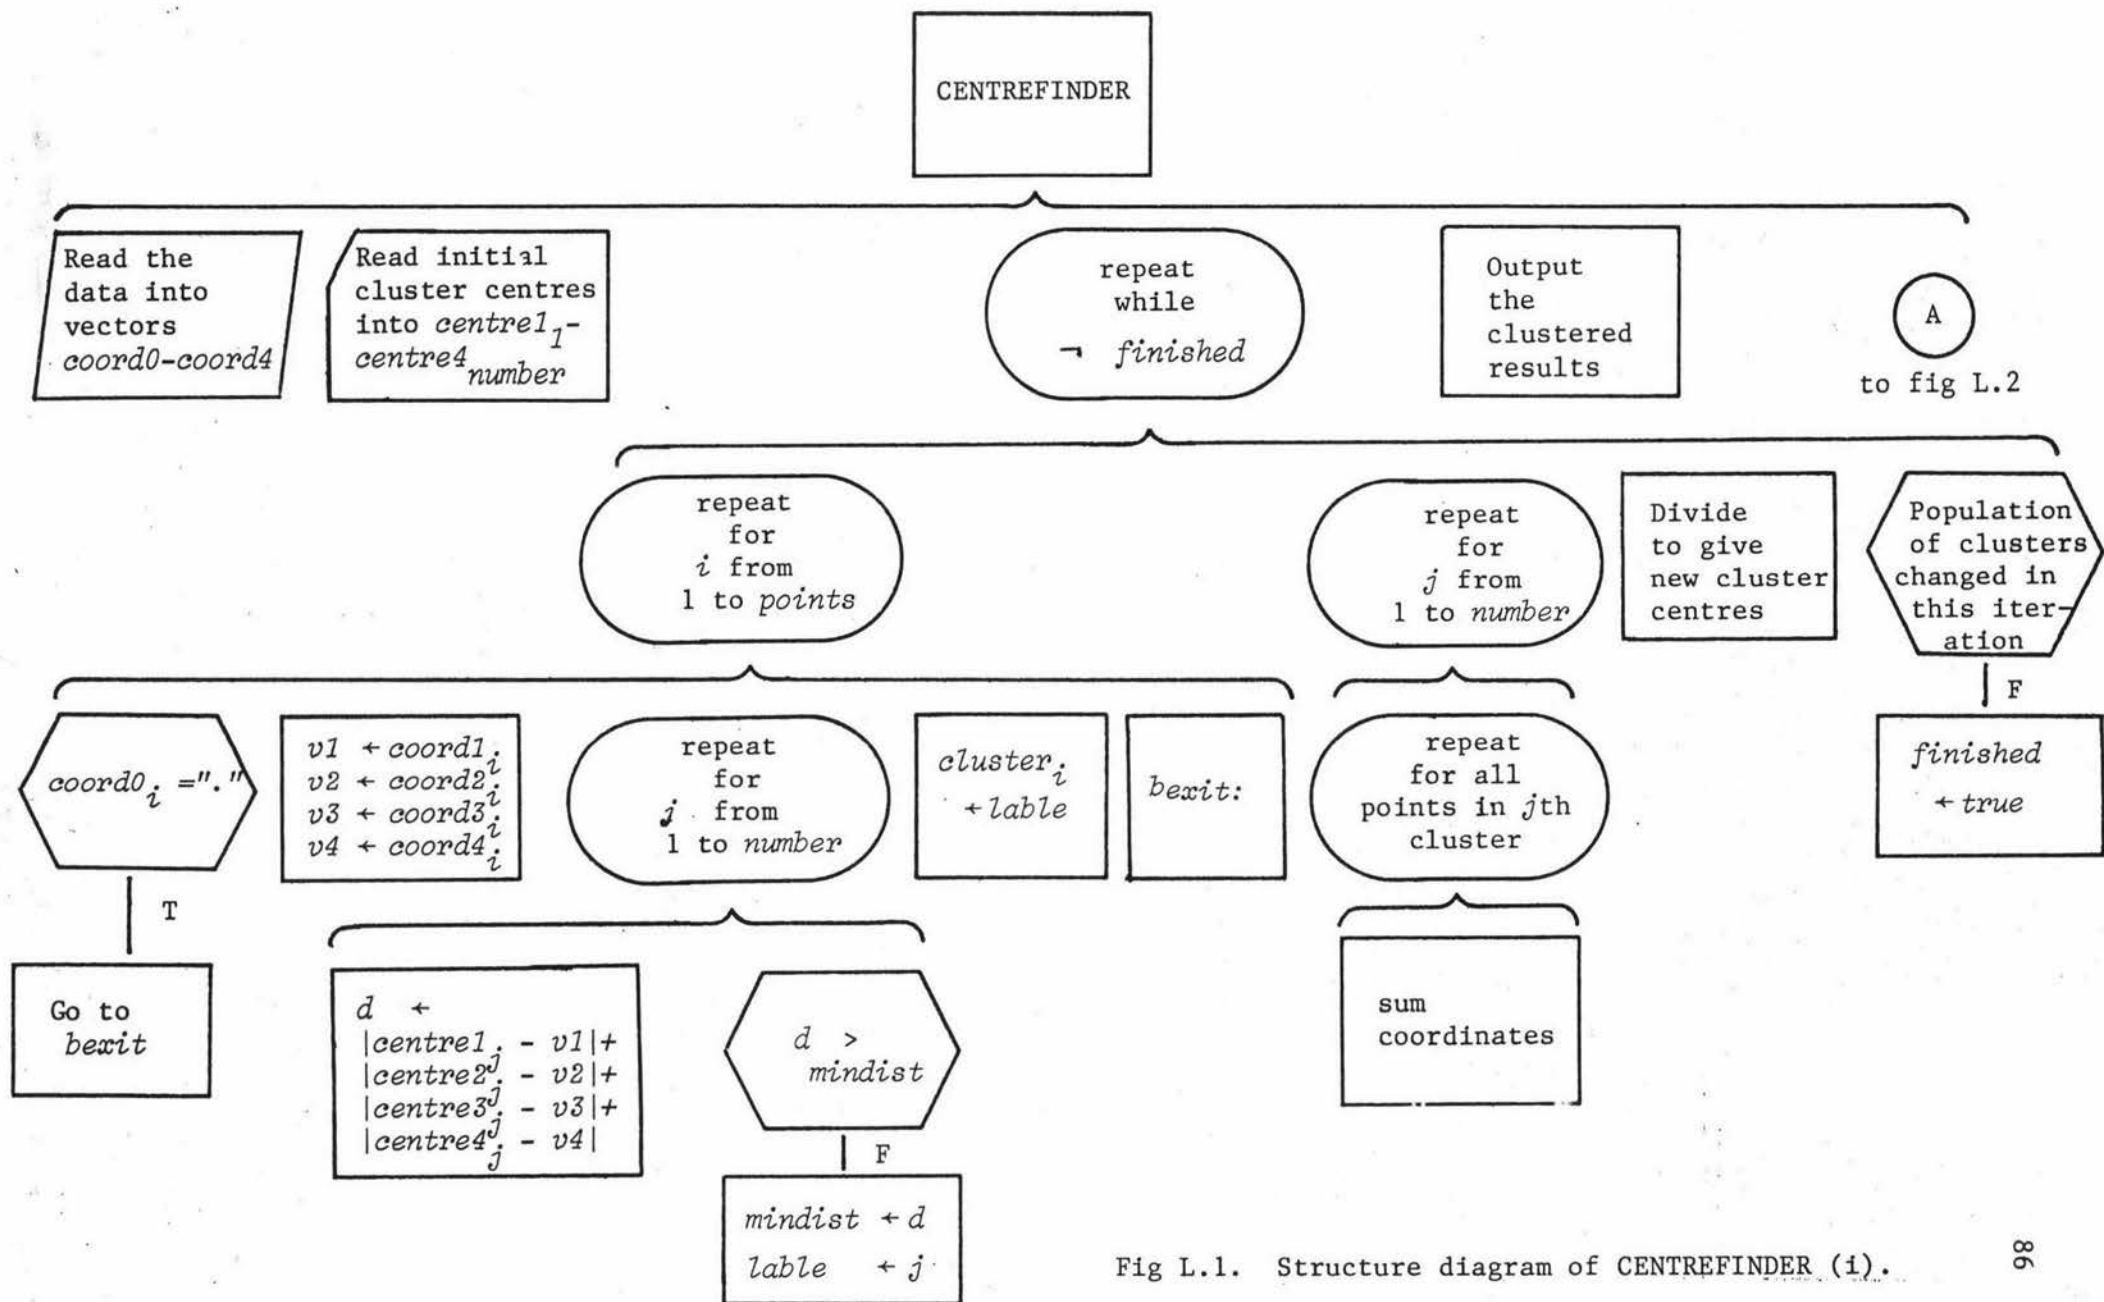 CENTREFINDER
Read the
data into
vectors
coord0-coord4
Read initial
cluster centres
into centre1₁-
centre4
number
repeat
while
¬ finished
Output
the
clustered
results
A
to fig L.2
repeat
for
i from
1 to points
repeat
for
j from
1 to number
Divide
to give
new cluster
centres
Population
of clusters
changed in
this iter-
ation
F
finished
← true
coord0ᵢ ="."
T
Go to
bexit
v1 ← coord1ᵢ
v2 ← coord2ᵢ
v3 ← coord3ᵢ
v4 ← coord4ᵢ
repeat
for
j from
1 to number
clusterᵢ
← lable
bexit:
repeat
for all
points in jth
cluster
sum
coordinates
d ←
|centre1ⱼ - v1|+
|centre2ⱼ - v2|+
|centre3ⱼ - v3|+
|centre4ⱼ - v4|
d >
mindist
F
mindist ← d
lable ← j
Fig L.1. Structure diagram of CENTREFINDER (i).
86